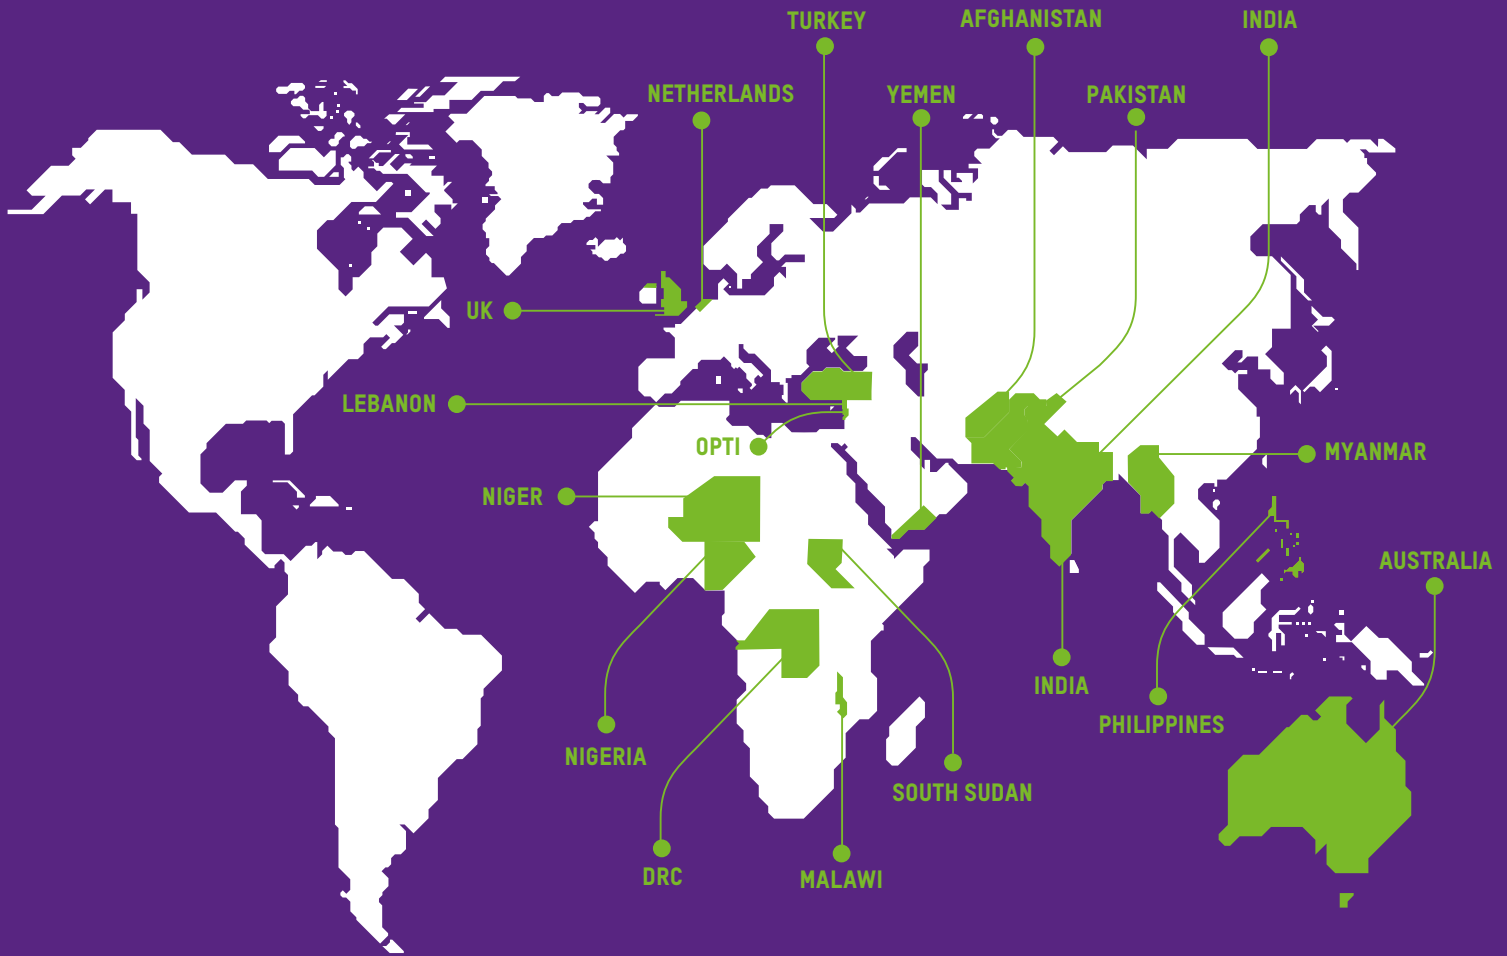 TURKEY
AFGHANISTAN
INDIA
NETHERLANDS
YEMEN
PAKISTAN
UK
LEBANON
OPTI
MYANMAR
NIGER
AUSTRALIA
INDIA
PHILIPPINES
NIGERIA
SOUTH SUDAN
DRC
MALAWI